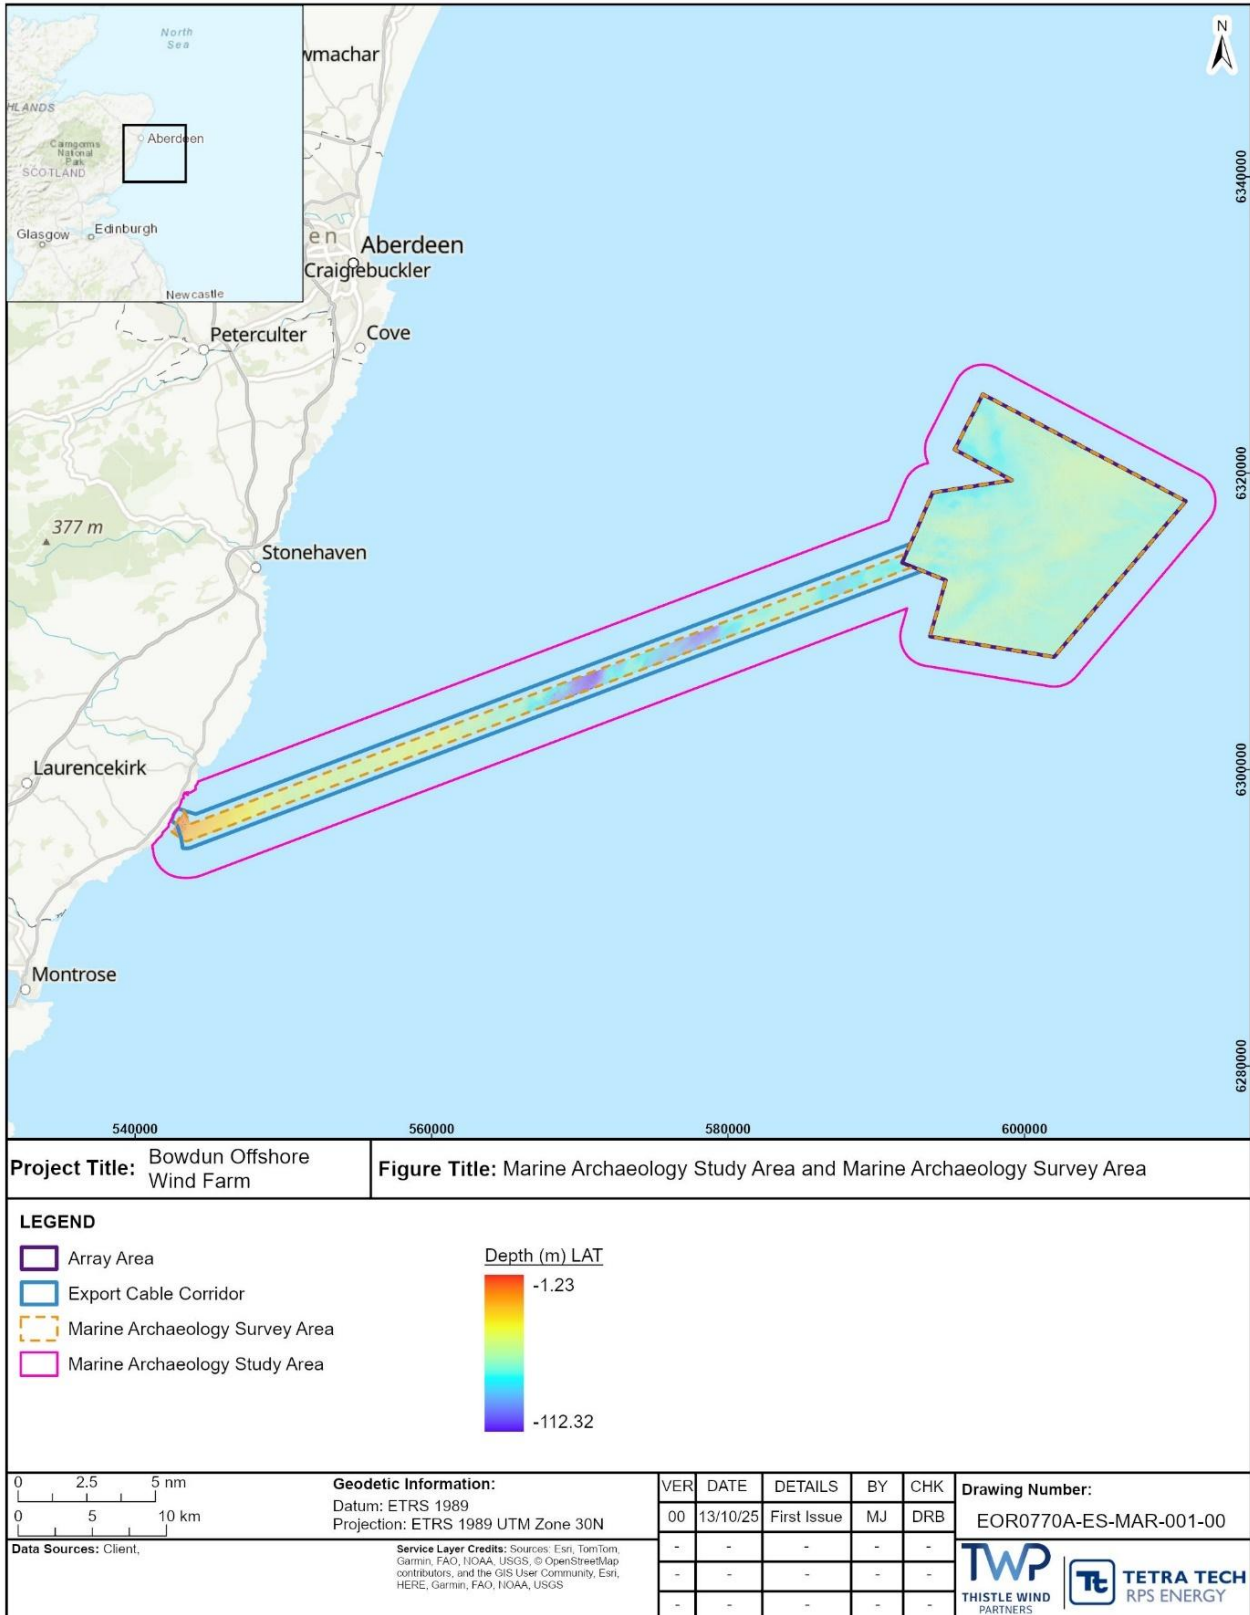 North
Sea
HLANDS
Aberdeen
Cairngorms
National
Park
SCOTLAND
Glasgow
Edinburgh
Newcastle
wmachar
N
6340000
en
Aberdeen
Craigiebuckler
Peterculter
Cove
6320000
377 m
Stonehaven
Laurencekirk
6300000
Montrose
6280000
540000
560000
580000
600000
Project Title: Bowdun Offshore
Wind Farm
Figure Title: Marine Archaeology Study Area and Marine Archaeology Survey Area
LEGEND
Array Area
Export Cable Corridor
Marine Archaeology Survey Area
Marine Archaeology Study Area
Depth (m) LAT
-1.23
-112.32
0 2.5 5 nm
0 5 10 km
Geodetic Information:
Datum: ETRS 1989
Projection: ETRS 1989 UTM Zone 30N
Data Sources: Client,
Service Layer Credits: Sources: Esri, TomTom,
Garmin, FAO, NOAA, USGS, © OpenStreetMap
contributors, and the GIS User Community, Esri,
HERE, Garmin, FAO, NOAA, USGS
VER DATE DETAILS BY CHK
00 13/10/25 First Issue MJ DRB
- - - - -
- - - - -
- - - - -
Drawing Number:
EOR0770A-ES-MAR-001-00
TWP
THISTLE WIND
PARTNERS
Tt
TETRA TECH
RPS ENERGY